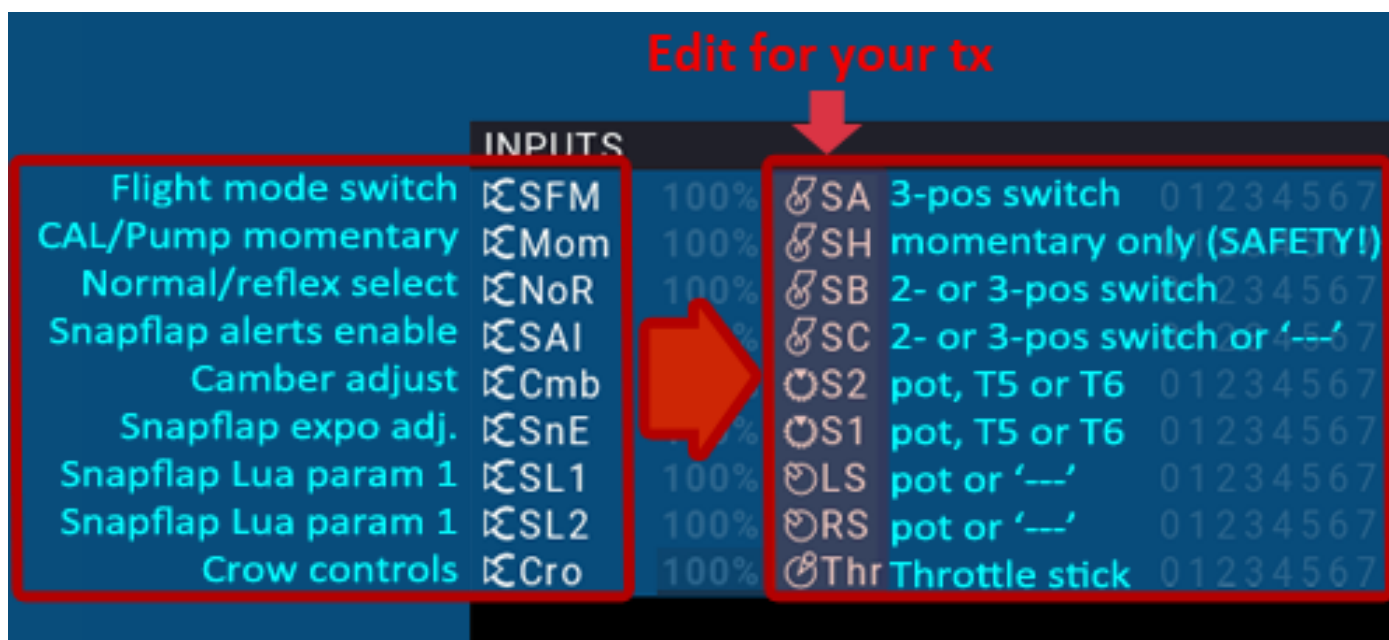 Edit for your tx
INPUTS
Flight mode switch SFM 100% SA 3-pos switch 01234567
CAL/Pump momentary Mom 100% SH momentary only (SAFETY!)
Normal/reflex select NoR 100% SB 2- or 3-pos switch 234567
Snapflap alerts enable SAl % SC 2- or 3-pos switch or ‘---’
Camber adjust Cmb S2 pot, T5 or T6 01234567
Snapflap expo adj. SnE % S1 pot, T5 or T6 01234567
Snapflap Lua param 1 SL1 100% LS pot or ‘---’ 01234567
Snapflap Lua param 1 SL2 100% RS pot or ‘---’ 01234567
Crow controls Cro 100% Thr Throttle stick 01234567